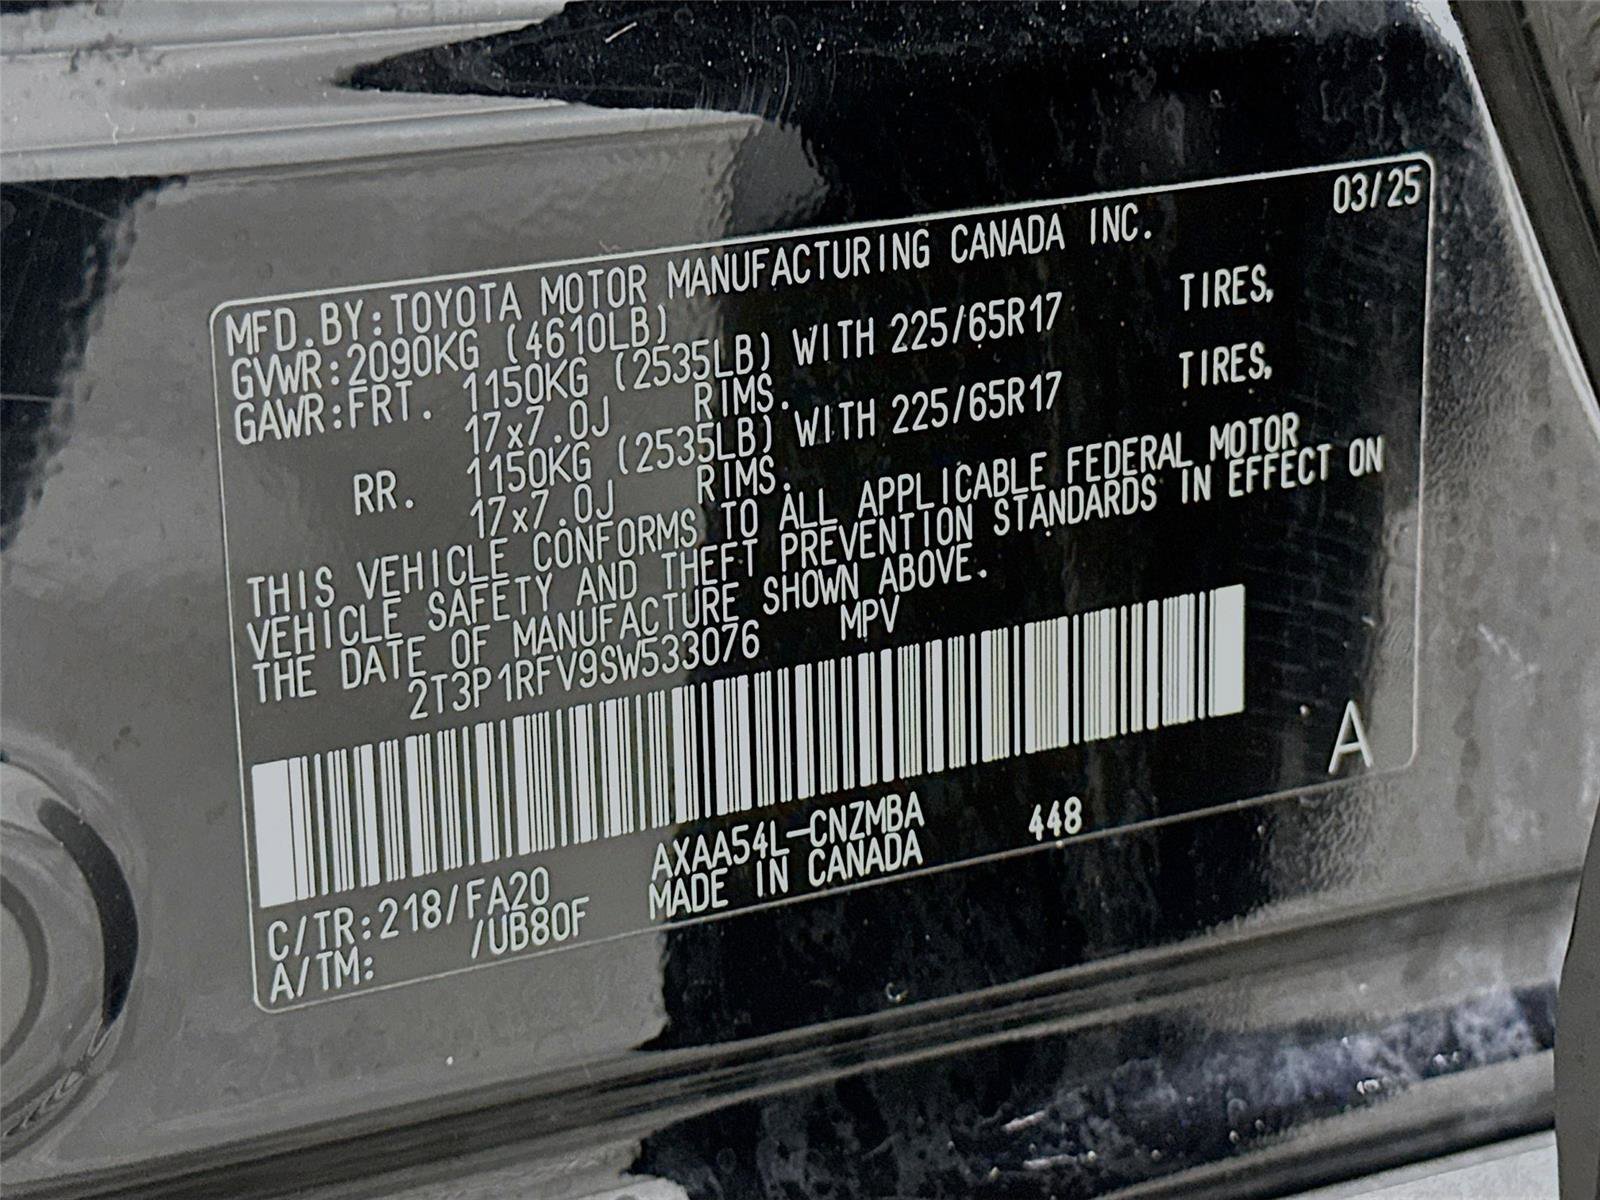 03/25
MFD.BY:TOYOTA MOTOR MANUFACTURING CANADA INC.
GVWR:2090KG (4610LB)
GAWR:FRT. 1150KG (2535LB) WITH 225/65R17 TIRES,
17x7.0J RIMS.
RR. 1150KG (2535LB) WITH 225/65R17 TIRES,
17x7.0J RIMS.
THIS VEHICLE CONFORMS TO ALL APPLICABLE FEDERAL MOTOR
VEHICLE SAFETY AND THEFT PREVENTION STANDARDS IN EFFECT ON
THE DATE OF MANUFACTURE SHOWN ABOVE.
2T3P1RFV9SW533076 MPV
A
C/TR:218/FA20 AXAA54L-CNZMBA 448
A/TM: /UB80F MADE IN CANADA